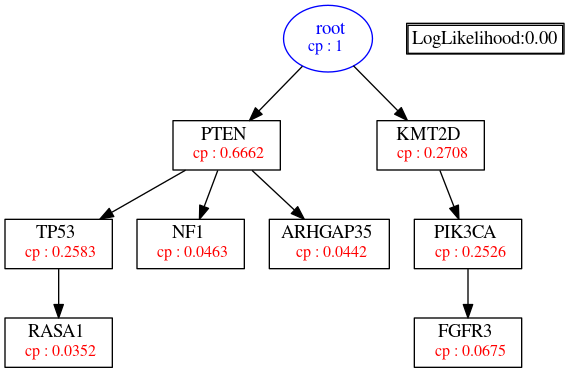 root
cp : 1
LogLikelihood:0.00
PTEN
cp : 0.6662
KMT2D
cp : 0.2708
TP53
cp : 0.2583
NF1
cp : 0.0463
ARHGAP35
cp : 0.0442
PIK3CA
cp : 0.2526
RASA1
cp : 0.0352
FGFR3
cp : 0.0675